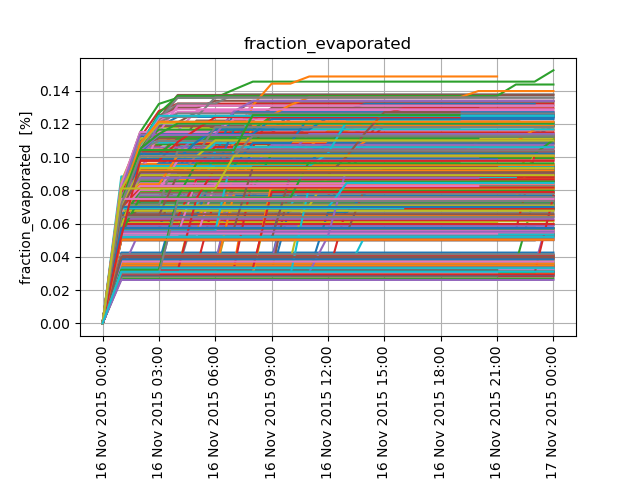 fraction_evaporated
fraction_evaporated [%]
0.14
0.12
0.10
0.08
0.06
0.04
0.02
0.00
16 Nov 2015 00:00
16 Nov 2015 03:00
16 Nov 2015 06:00
16 Nov 2015 09:00
16 Nov 2015 12:00
16 Nov 2015 15:00
16 Nov 2015 18:00
16 Nov 2015 21:00
17 Nov 2015 00:00